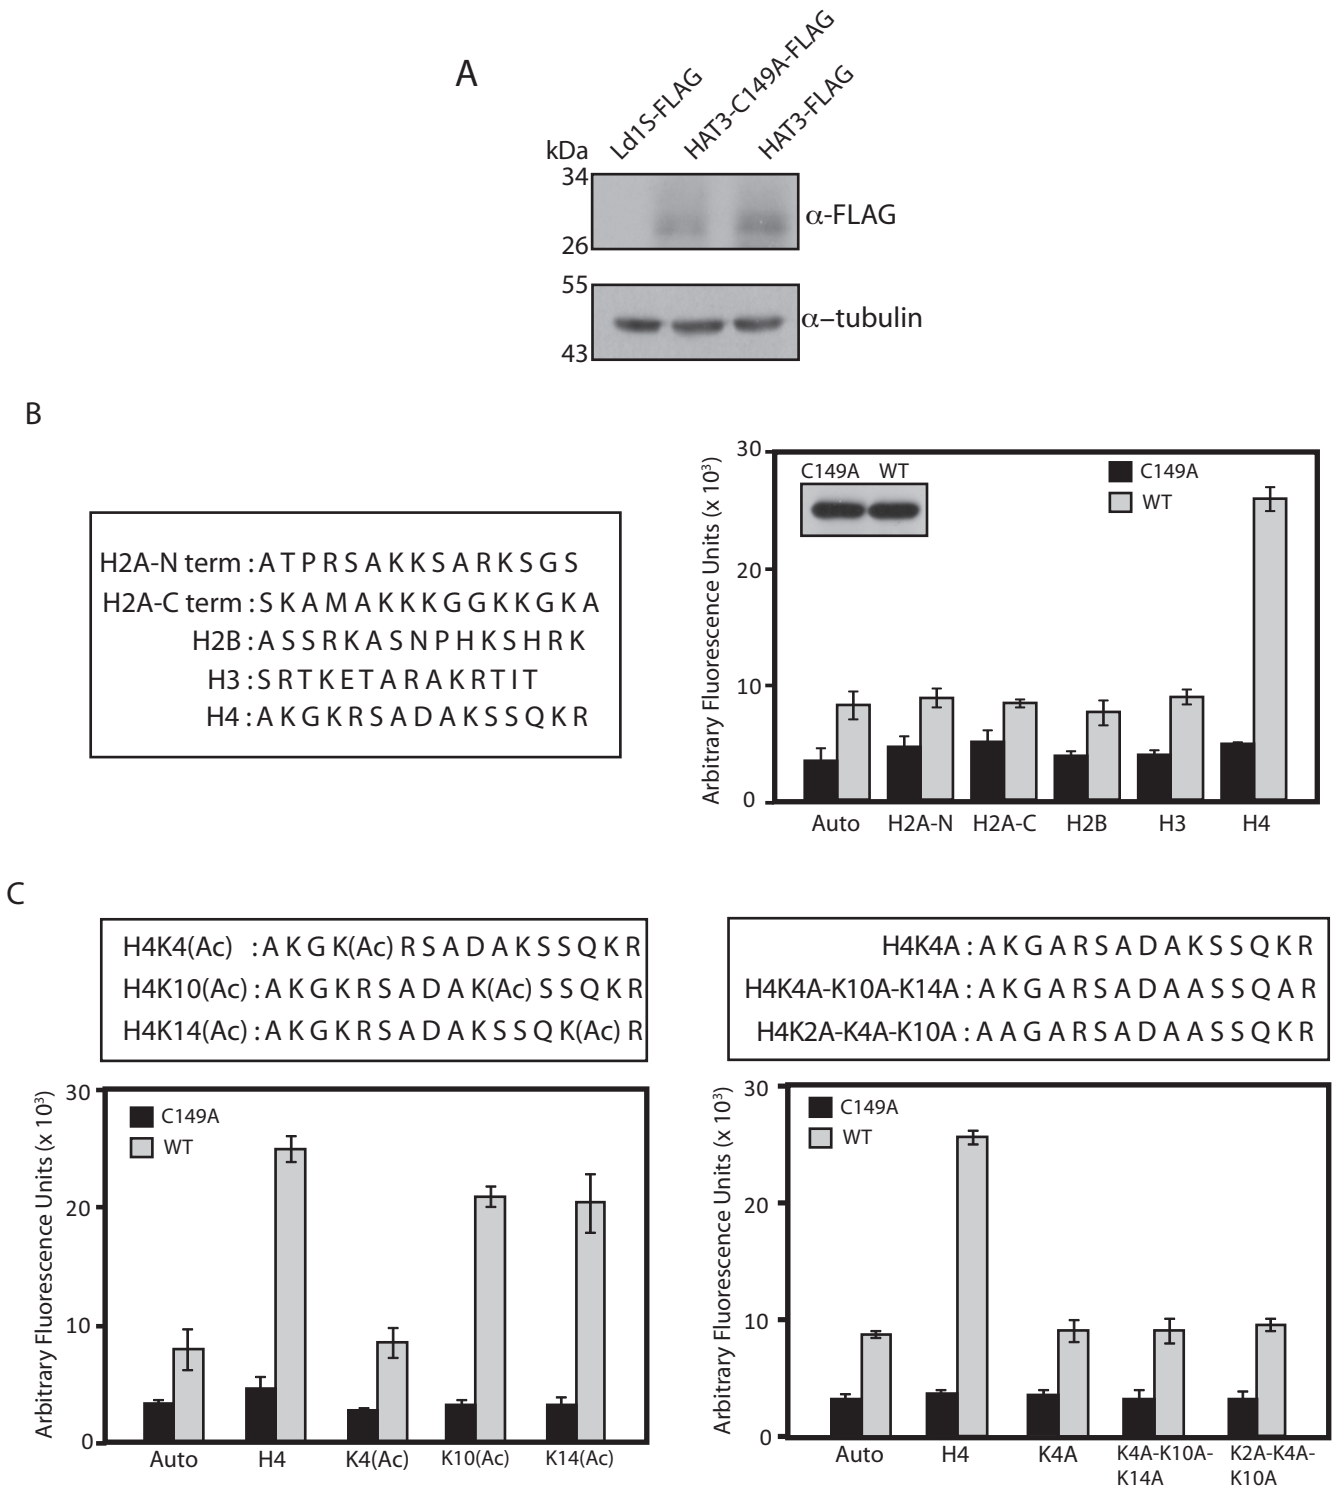 A
Ld1S-FLAG
HAT3-C149A-FLAG
HAT3-FLAG
kDa
34
26
α-FLAG
55
43
α–tubulin
B
H2A-N term : A T P R S A K K S A R K S G S
H2A-C term : S K A M A K K K G G K K G K A
H2B : A S S R K A S N P H K S H R K
H3 : S R T K E T A R A K R T I T
H4 : A K G K R S A D A K S S Q K R
Arbitrary Fluorescence Units (x 10³)
30
20
10
0
C149A WT
C149A
WT
Auto H2A-N H2A-C H2B H3 H4
C
H4K4(Ac) : A K G K(Ac) R S A D A K S S Q K R
H4K10(Ac) : A K G K R S A D A K(Ac) S S Q K R
H4K14(Ac) : A K G K R S A D A K S S Q K(Ac) R
Arbitrary Fluorescence Units (x 10³)
30
20
10
0
C149A
WT
Auto H4 K4(Ac) K10(Ac) K14(Ac)
H4K4A : A K G A R S A D A K S S Q K R
H4K4A-K10A-K14A : A K G A R S A D A A S S Q A R
H4K2A-K4A-K10A : A A G A R S A D A A S S Q K R
Arbitrary Fluorescence Units (x 10³)
30
20
10
0
C149A
WT
Auto H4 K4A K4A-K10A- K2A-K4A-
K14A K10A